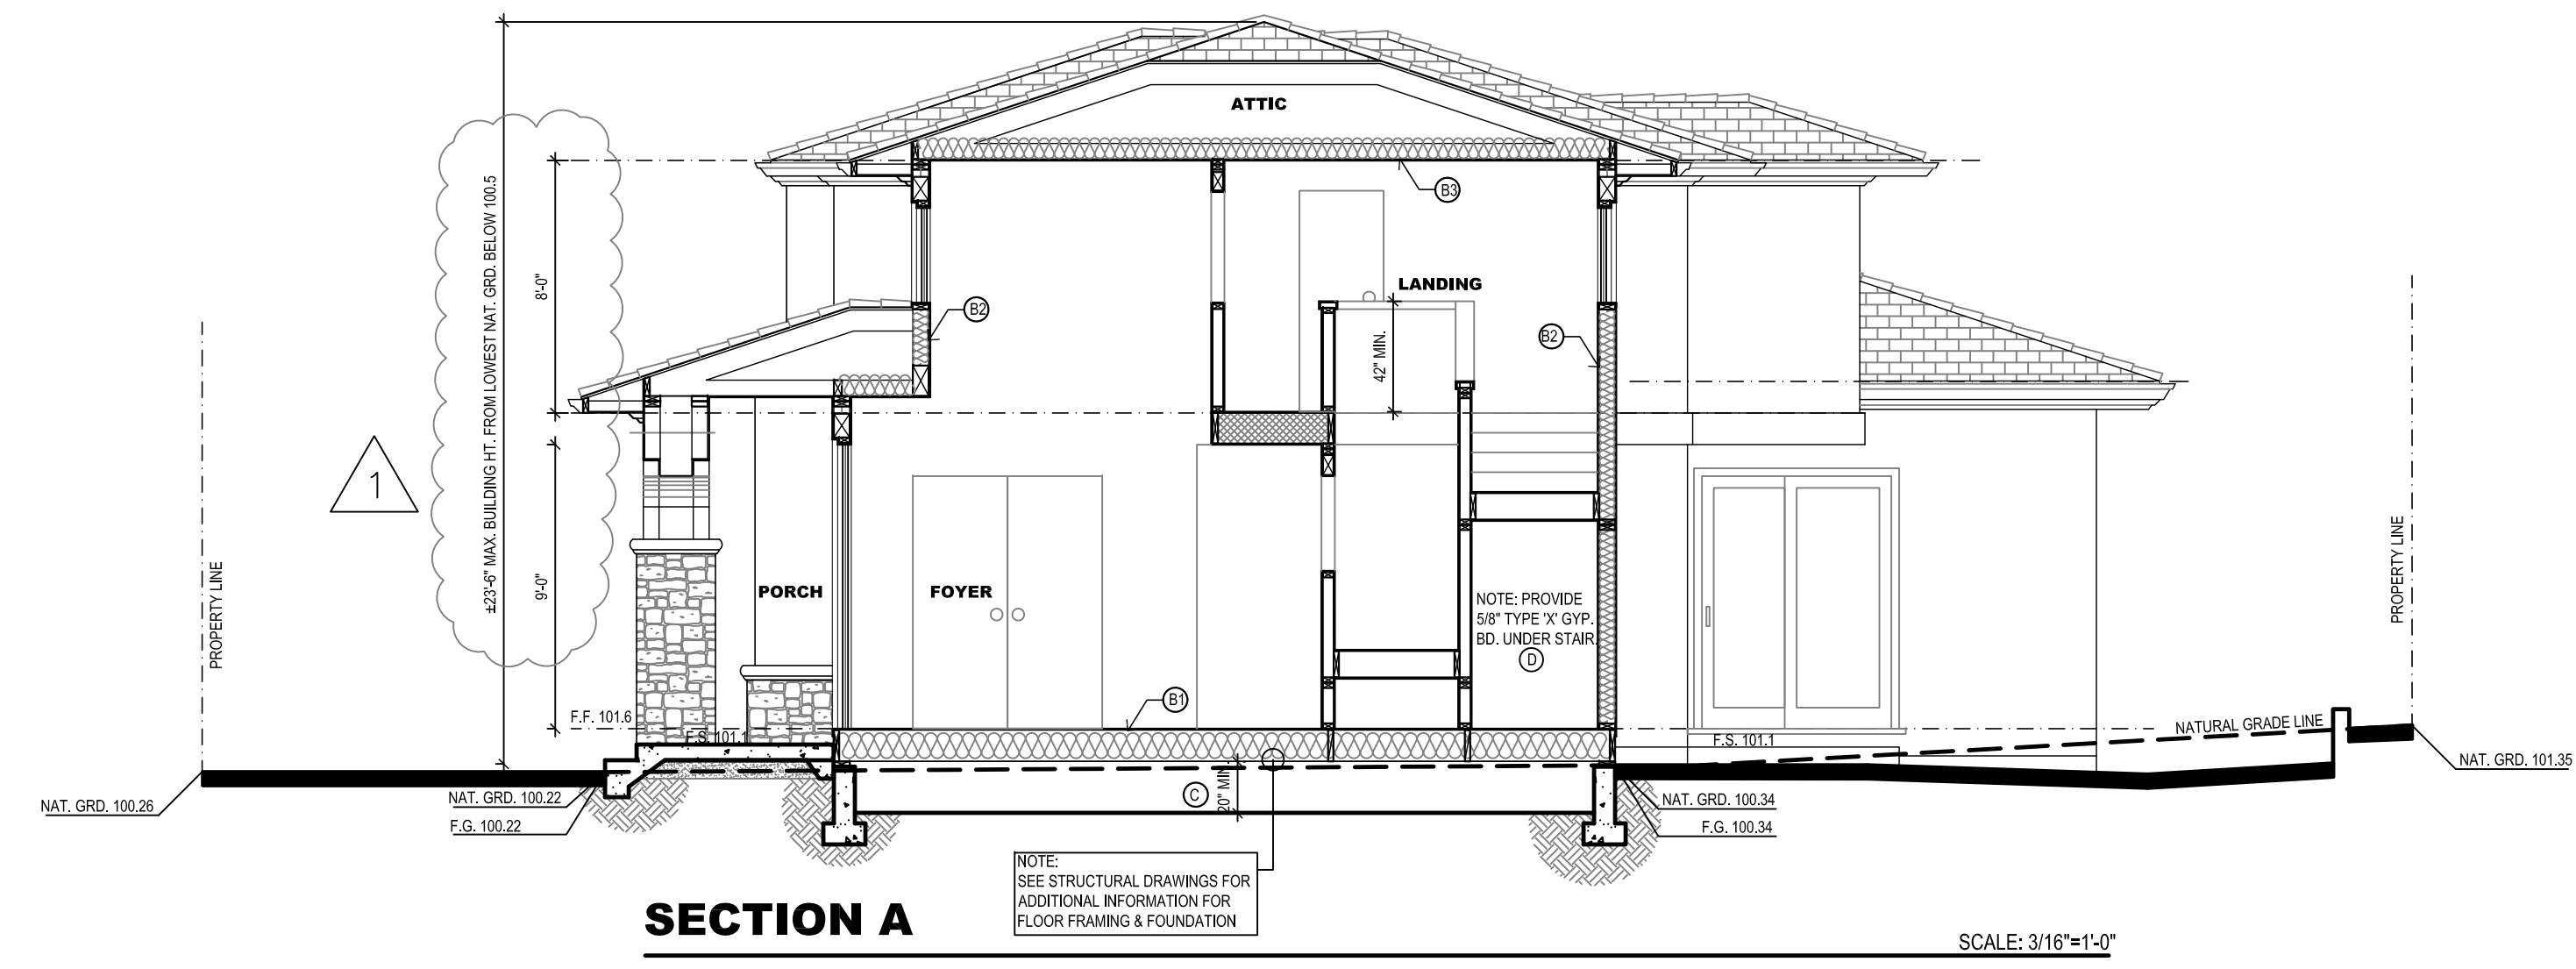 ATTIC
B3
LANDING
±23'-6" MAX. BUILDING HT. FROM LOWEST NAT. GRD. BELOW 100.5
8'-0"
B2
B2
42" MIN.
1
9'-0"
PROPERTY LINE
PROPERTY LINE
PORCH
FOYER
NOTE: PROVIDE
5/8" TYPE 'X' GYP.
BD. UNDER STAIR.
D
B1
F.F. 101.6
F.S. 101.1
F.S. 101.1
NATURAL GRADE LINE
NAT. GRD. 101.35
NAT. GRD. 100.26
NAT. GRD. 100.22
F.G. 100.22
C
20" MIN.
NAT. GRD. 100.34
F.G. 100.34
NOTE:
SEE STRUCTURAL DRAWINGS FOR
ADDITIONAL INFORMATION FOR
FLOOR FRAMING & FOUNDATION
SECTION A
SCALE: 3/16"=1'-0"